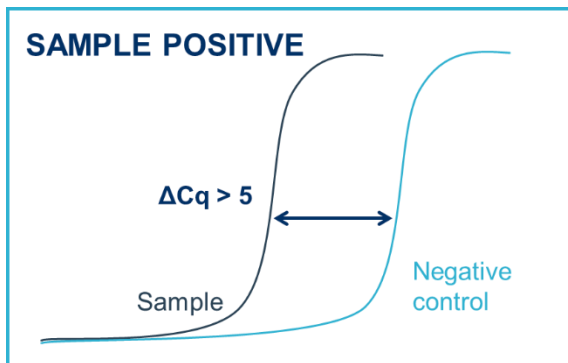 SAMPLE POSITIVE
ΔCq > 5
Sample
Negative
control